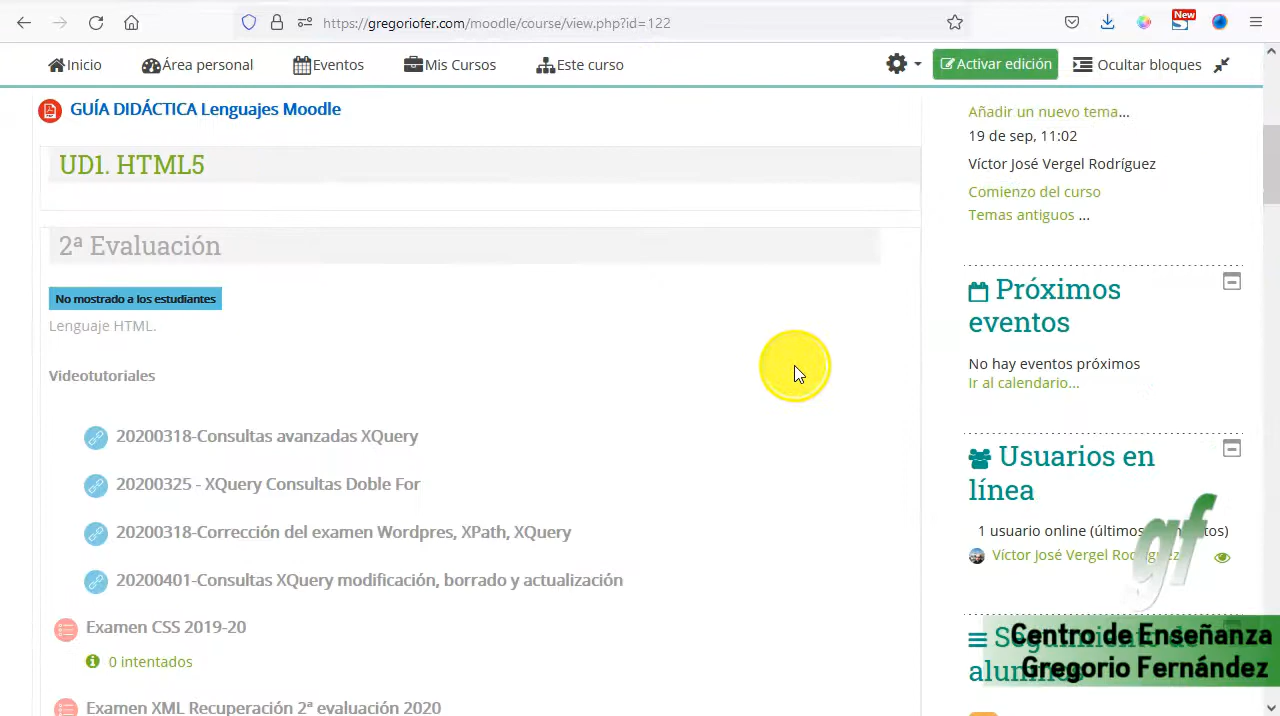 https://gregoriofer.com/moodle/course/view.php?id=122
New
Inicio
Área personal
Eventos
Mis Cursos
Este curso
Activar edición
Ocultar bloques
GUÍA DIDÁCTICA Lenguajes Moodle
UD1. HTML5
2ª Evaluación
No mostrado a los estudiantes
Lenguaje HTML.
Videotutoriales
20200318-Consultas avanzadas XQuery
20200325 - XQuery Consultas Doble For
20200318-Corrección del examen Wordpres, XPath, XQuery
20200401-Consultas XQuery modificación, borrado y actualización
Examen CSS 2019-20
0 intentados
Examen XML Recuperación 2ª evaluación 2020
Añadir un nuevo tema...
19 de sep, 11:02
Víctor José Vergel Rodríguez
Comienzo del curso
Temas antiguos ...
Próximos
eventos
No hay eventos próximos
Ir al calendario...
Usuarios en
línea
1 usuario online (últimos
Víctor José Vergel Rodríguez
gf
Seguimiento de
alumnos
Centro de Enseñanza
Gregorio Fernández